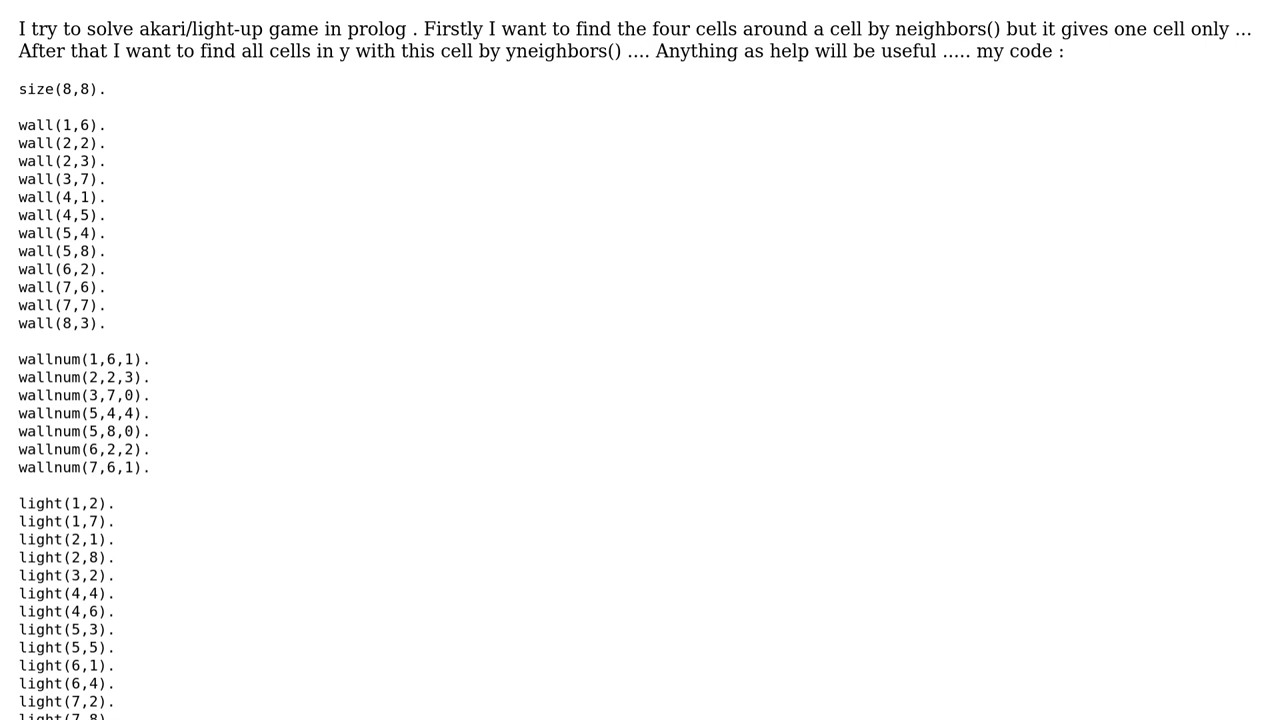 I try to solve akari/light-up game in prolog . Firstly I want to find the four cells around a cell by neighbors() but it gives one cell only ...
After that I want to find all cells in y with this cell by yneighbors() .... Anything as help will be useful ..... my code :
size(8,8).
wall(1,6).
wall(2,2).
wall(2,3).
wall(3,7).
wall(4,1).
wall(4,5).
wall(5,4).
wall(5,8).
wall(6,2).
wall(7,6).
wall(7,7).
wall(8,3).
wallnum(1,6,1).
wallnum(2,2,3).
wallnum(3,7,0).
wallnum(5,4,4).
wallnum(5,8,0).
wallnum(6,2,2).
wallnum(7,6,1).
light(1,2).
light(1,7).
light(2,1).
light(2,8).
light(3,2).
light(4,4).
light(4,6).
light(5,3).
light(5,5).
light(6,1).
light(6,4).
light(7,2).
light(7,8).